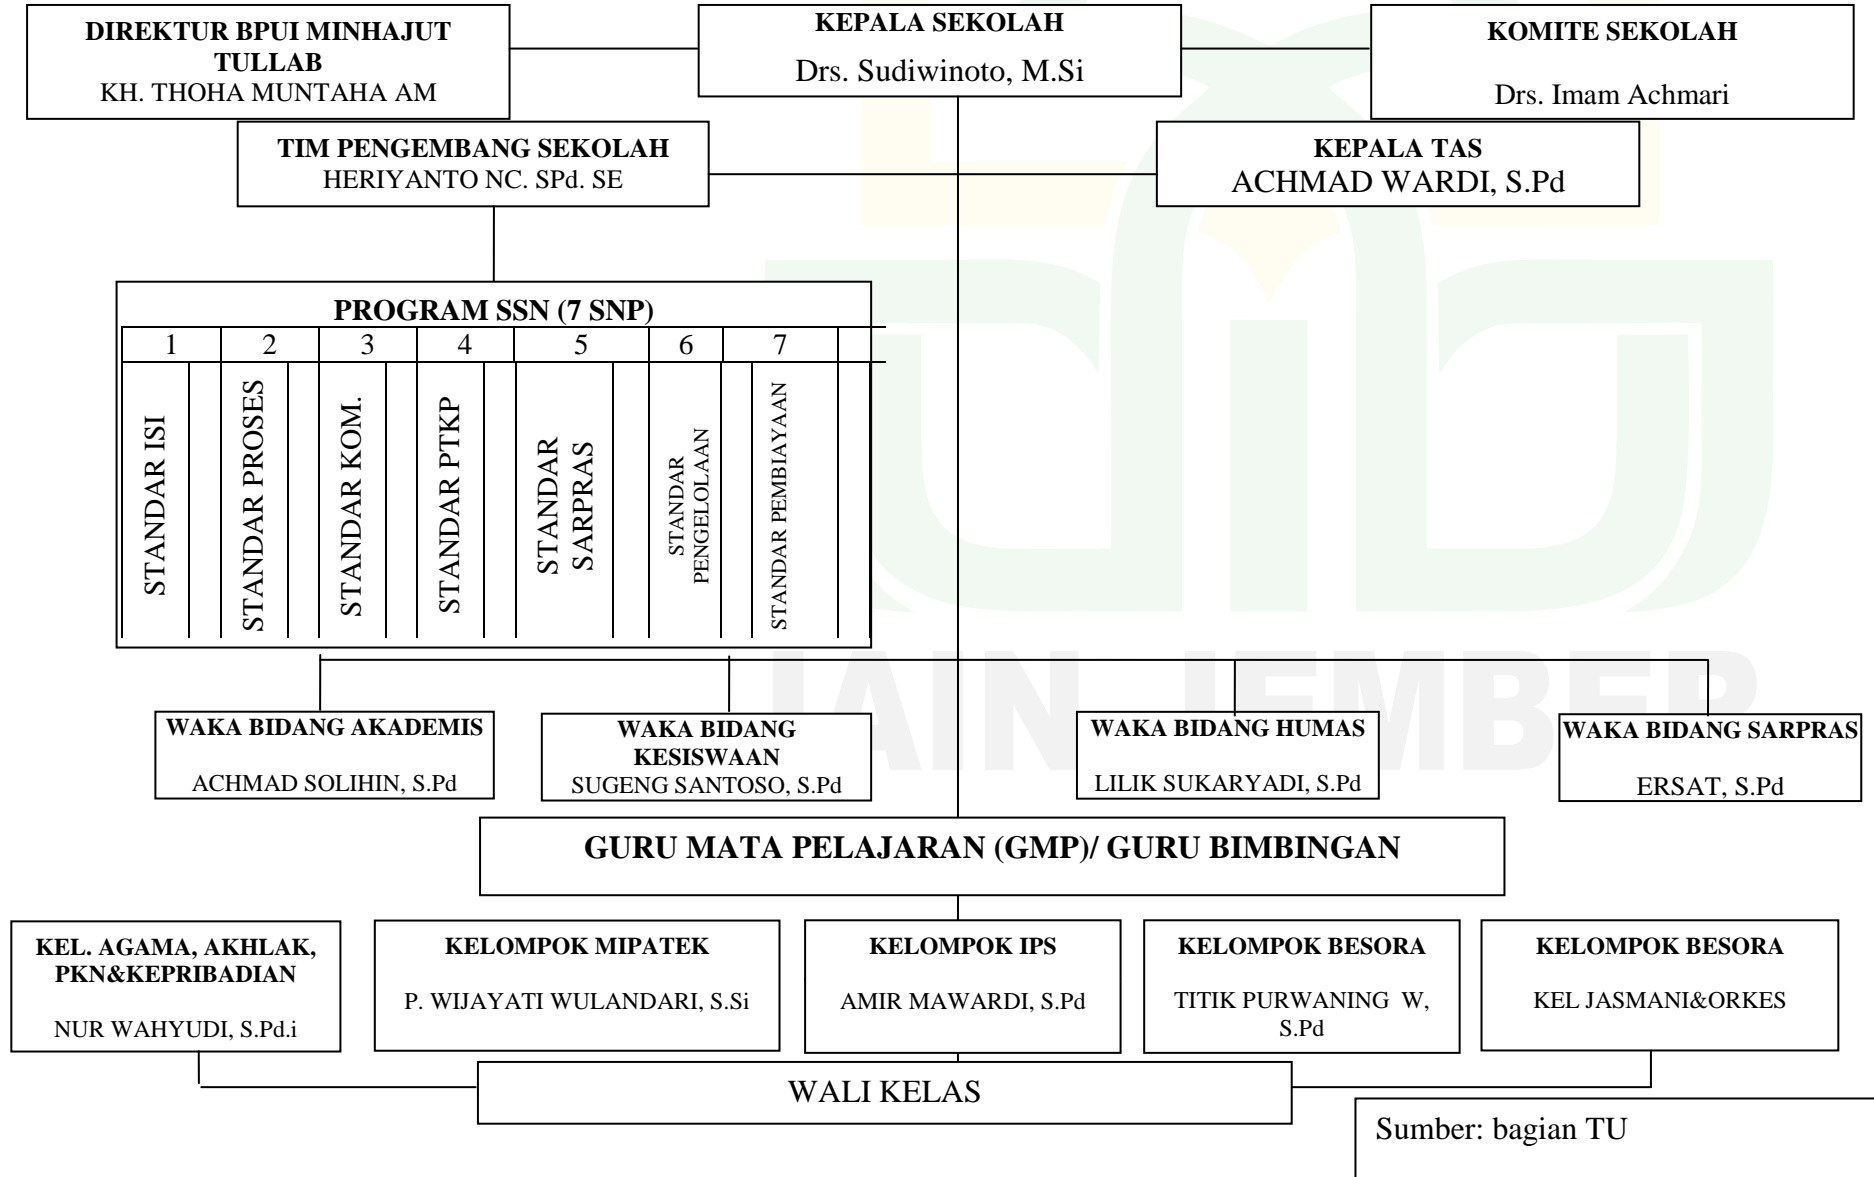 DIREKTUR BPUI MINHAJUT
TULLAB
KH. THOHA MUNTAHA AM
KEPALA SEKOLAH
Drs. Sudiwinoto, M.Si
KOMITE SEKOLAH
Drs. Imam Achmari
TIM PENGEMBANG SEKOLAH
HERIYANTO NC. SPd. SE
KEPALA TAS
ACHMAD WARDI, S.Pd
PROGRAM SSN (7 SNP)
1 2 3 4 5 6 7
STANDAR ISI
STANDAR PROSES
STANDAR KOM.
STANDAR PTKP
STANDAR
SARPRAS
STANDAR
PENGELOLAAN
STANDAR PEMBIAYAAN
IAIN JEMBER
WAKA BIDANG AKADEMIS
ACHMAD SOLIHIN, S.Pd
WAKA BIDANG
KESISWAAN
SUGENG SANTOSO, S.Pd
WAKA BIDANG HUMAS
LILIK SUKARYADI, S.Pd
WAKA BIDANG SARPRAS
ERSAT, S.Pd
GURU MATA PELAJARAN (GMP)/ GURU BIMBINGAN
KEL. AGAMA, AKHLAK,
PKN&KEPRIBADIAN
NUR WAHYUDI, S.Pd.i
KELOMPOK MIPATEK
P. WIJAYATI WULANDARI, S.Si
KELOMPOK IPS
AMIR MAWARDI, S.Pd
KELOMPOK BESORA
TITIK PURWANING W,
S.Pd
KELOMPOK BESORA
KEL JASMANI&ORKES
WALI KELAS
Sumber: bagian TU